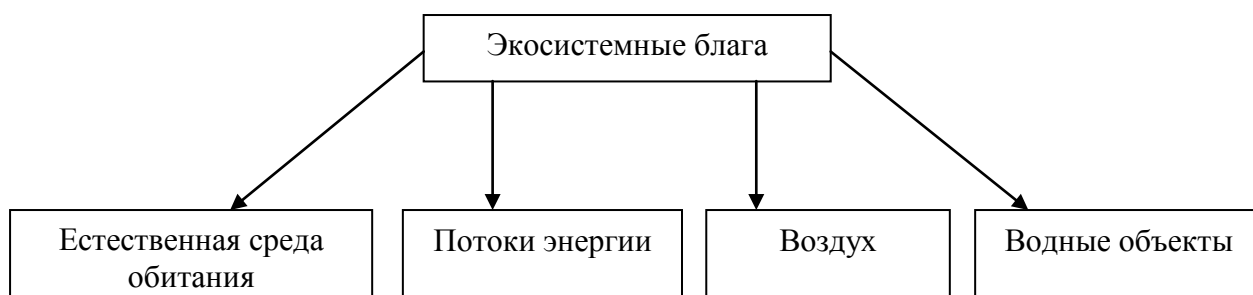 Экосистемные блага
Естественная среда
обитания
Потоки энергии
Воздух
Водные объекты